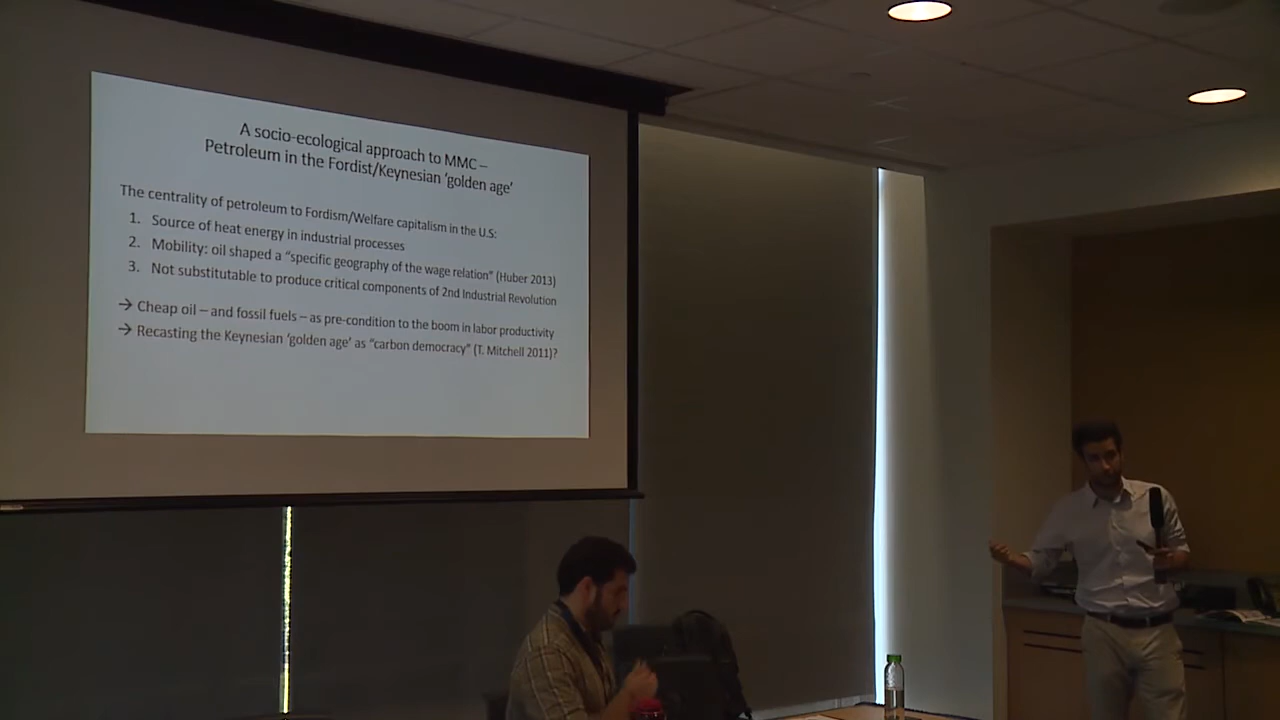 A socio-ecological approach to MMC –
Petroleum in the Fordist/Keynesian 'golden age'
The centrality of petroleum to Fordism/Welfare capitalism in the U.S:
1. Source of heat energy in industrial processes
2. Mobility: oil shaped a "specific geography of the wage relation" (Huber 2013)
3. Not substitutable to produce critical components of 2nd Industrial Revolution
→ Cheap oil – and fossil fuels – as pre-condition to the boom in labor productivity
→ Recasting the Keynesian 'golden age' as "carbon democracy" (T. Mitchell 2011)?